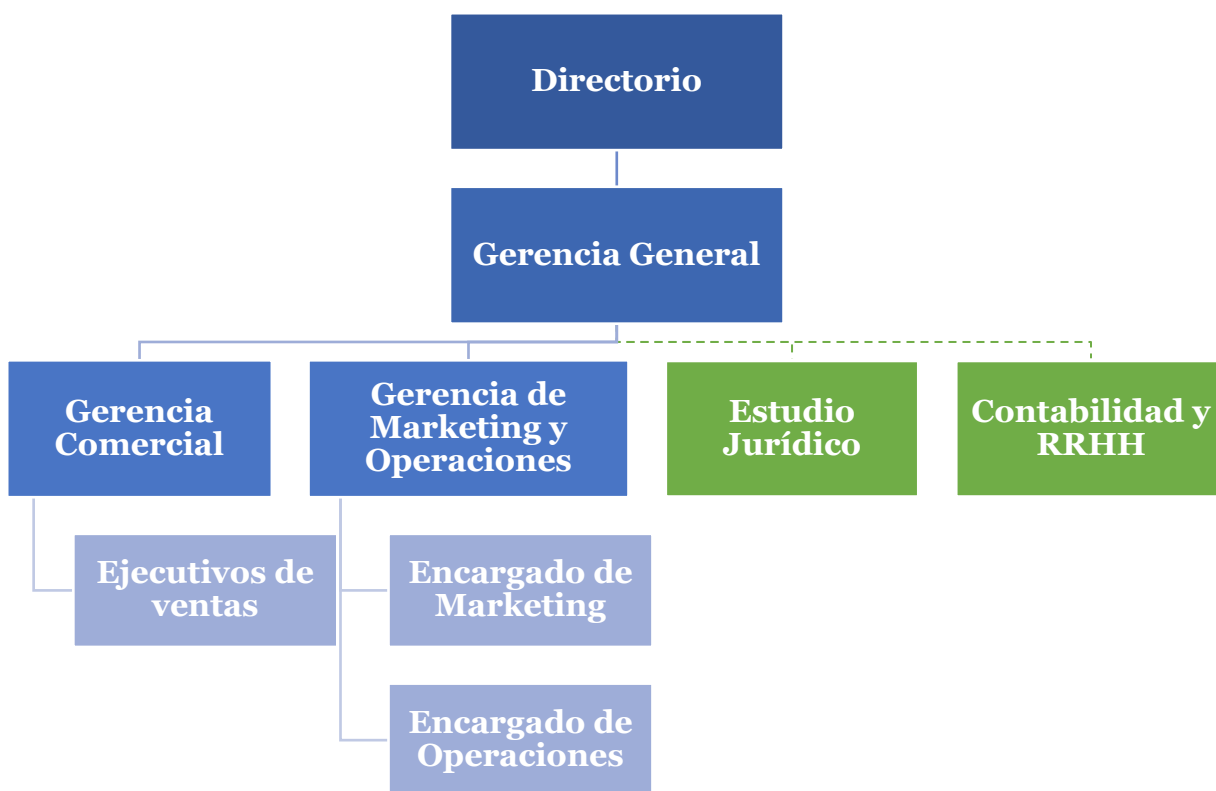 Directorio
Gerencia General
Gerencia
Comercial
Gerencia de
Marketing y
Operaciones
Estudio
Jurídico
Contabilidad y
RRHH
Ejecutivos de
ventas
Encargado de
Marketing
Encargado de
Operaciones